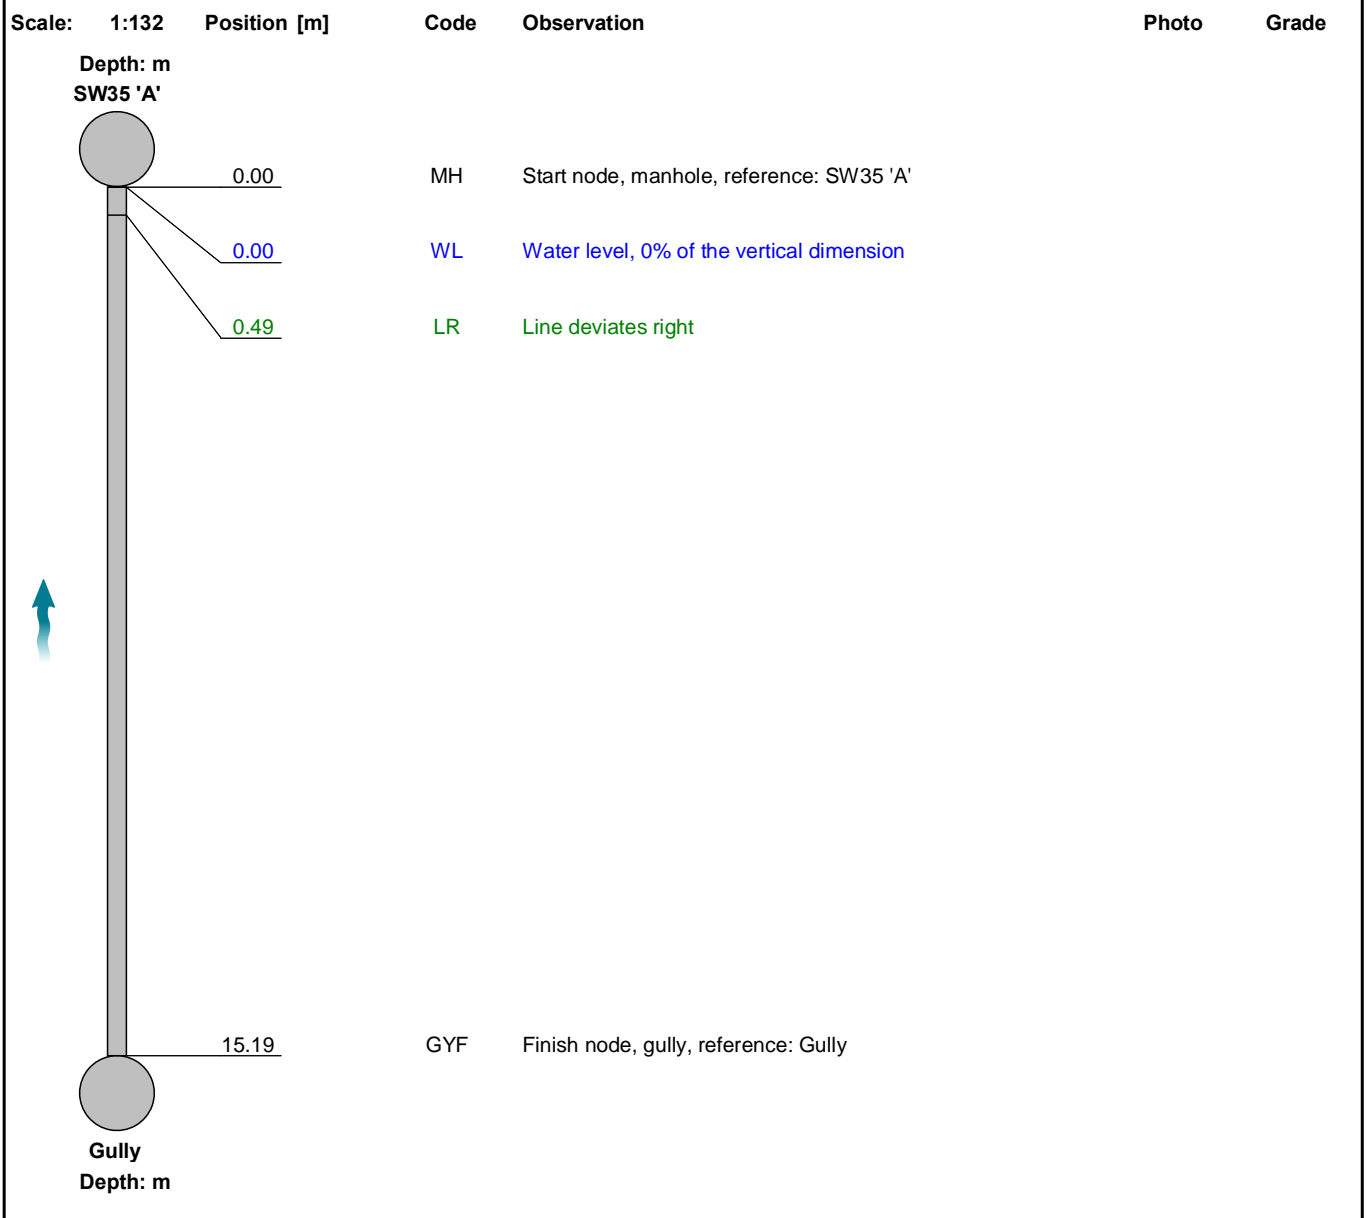 Scale: 1:132 Position [m] Code Observation Photo Grade
Depth: m
SW35 'A'
0.00 MH Start node, manhole, reference: SW35 'A'
0.00 WL Water level, 0% of the vertical dimension
0.49 LR Line deviates right
15.19 GYF Finish node, gully, reference: Gully
Gully
Depth: m